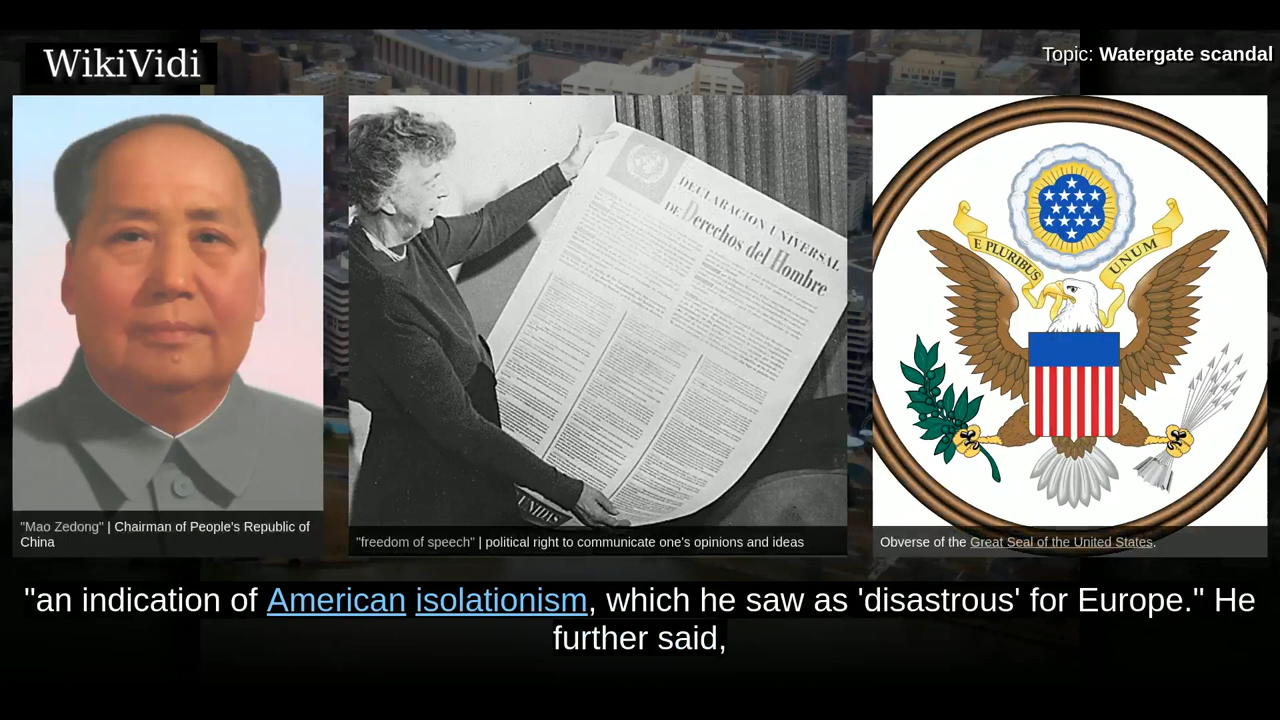 WikiVidi
Topic: Watergate scandal
DECLARACION UNIVERSAL
DE Derechos del Hombre
UNIDAS
E PLURIBUS
UNUM
"Mao Zedong" | Chairman of People's Republic of
China
"freedom of speech" | political right to communicate one's opinions and ideas
Obverse of the Great Seal of the United States.
"an indication of American isolationism, which he saw as 'disastrous' for Europe." He
further said,